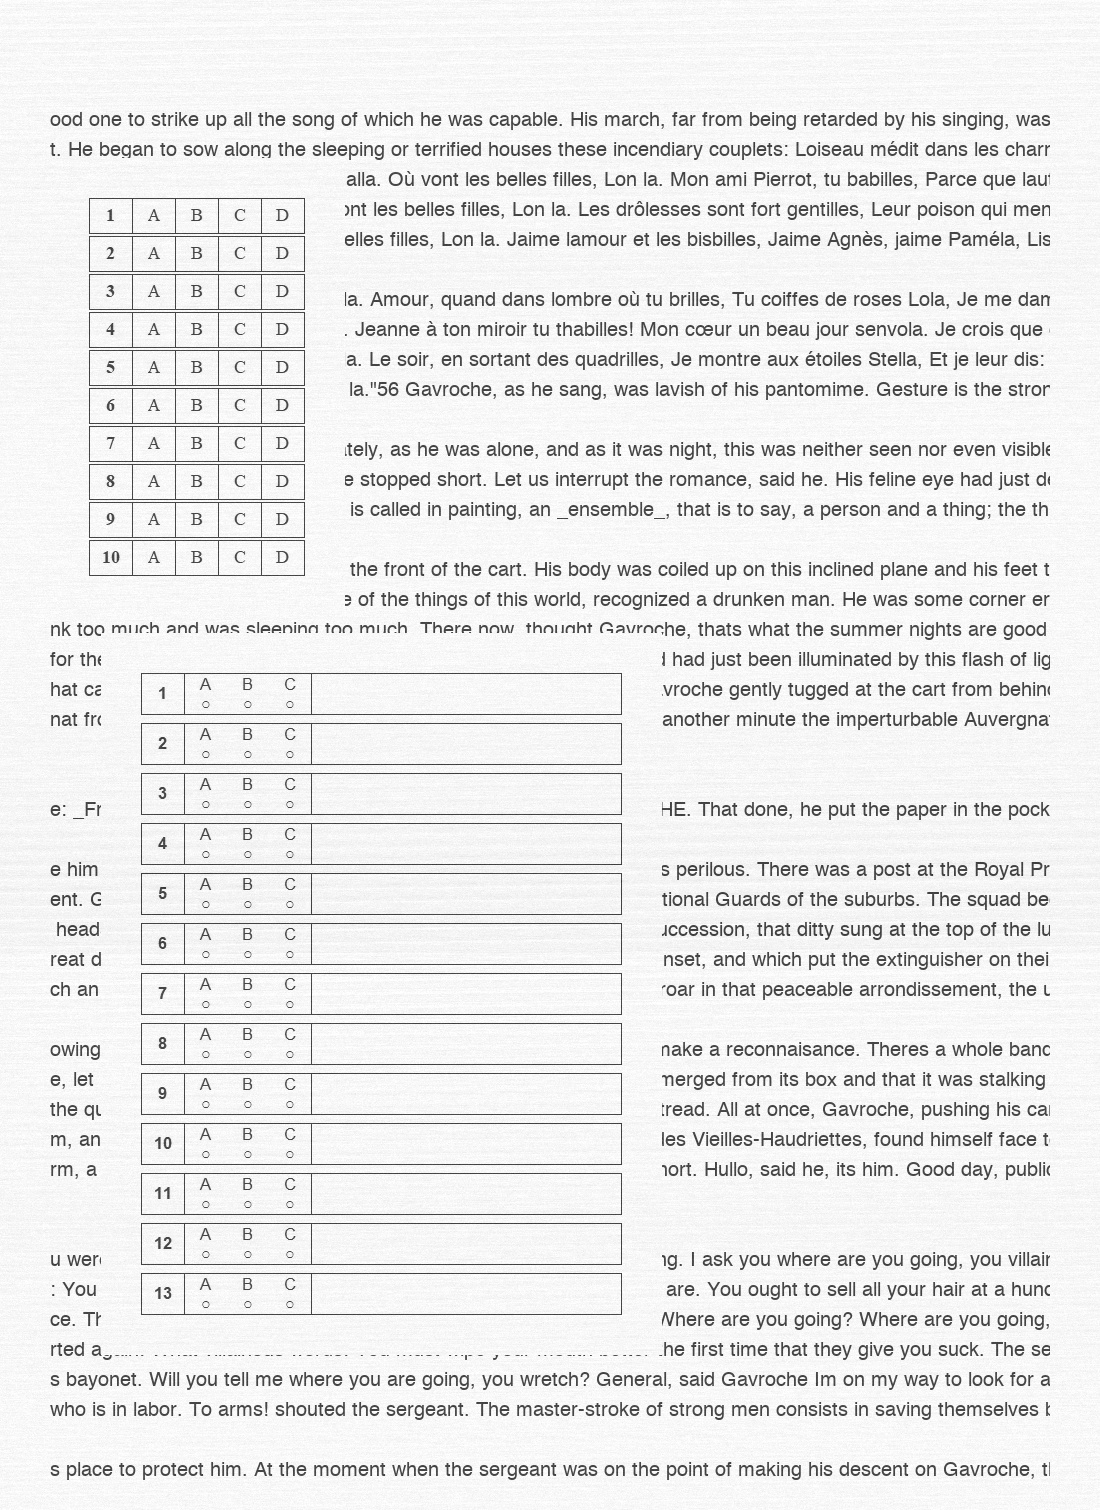 ood one to strike up all the song of which he was capable. His march, far from being retarded by his singing, was
t. He began to sow along the sleeping or terrified houses these incendiary couplets: Loiseau médit dans les charr
alla. Où vont les belles filles, Lon la. Mon ami Pierrot, tu babilles, Parce que
ont les belles filles, Lon la. Les drôlesses sont fort gentilles, Leur poison qui men
elles filles, Lon la. Jaime lamour et les bisbilles, Jaime Agnès, jaime Paméla, Lis
la. Amour, quand dans lombre où tu brilles, Tu coiffes de roses Lola, Je me dam
. Jeanne à ton miroir tu thabilles! Mon cœur un beau jour senvola. Je crois que
a. Le soir, en sortant des quadrilles, Je montre aux étoiles Stella, Et je leur dis:
la."56 Gavroche, as he sang, was lavish of his pantomime. Gesture is the stron
tely, as he was alone, and as it was night, this was neither seen nor even visible
e stopped short. Let us interrupt the romance, said he. His feline eye had just de
is called in painting, an _ensemble_, that is to say, a person and a thing; the th
the front of the cart. His body was coiled up on this inclined plane and his feet t
e of the things of this world, recognized a drunken man. He was some corner er
1 A B C D
2 A B C D
3 A B C D
4 A B C D
5 A B C D
6 A B C D
7 A B C D
8 A B C D
9 A B C D
10 A B C D
nk too much and was sleeping too much. There now, thought Gavroche, thats what the summer nights are good
for the had just been illuminated by this flash of lig
hat ca vroche gently tugged at the cart from behind
nat fro another minute the imperturbable Auvergna
e: _Fr HE. That done, he put the paper in the pock
e him s perilous. There was a post at the Royal Pr
ent. G tional Guards of the suburbs. The squad be
head uccession, that ditty sung at the top of the lu
reat d nset, and which put the extinguisher on thei
ch an roar in that peaceable arrondissement, the u
owing make a reconnaisance. Theres a whole band
e, let merged from its box and that it was stalking
the qu tread. All at once, Gavroche, pushing his car
m, an les Vieilles-Haudriettes, found himself face t
rm, a hort. Hullo, said he, its him. Good day, public
u were ng. I ask you where are you going, you villain
: You are. You ought to sell all your hair at a hund
ce. Th Where are you going? Where are you going,
1 A B C
2 A B C
3 A B C
4 A B C
5 A B C
6 A B C
7 A B C
8 A B C
9 A B C
10 A B C
11 A B C
12 A B C
13 A B C
rted the first time that they give you suck. The se
s bayonet. Will you tell me where you are going, you wretch? General, said Gavroche Im on my way to look for a
who is in labor. To arms! shouted the sergeant. The master-stroke of strong men consists in saving themselves b
s place to protect him. At the moment when the sergeant was on the point of making his descent on Gavroche, t